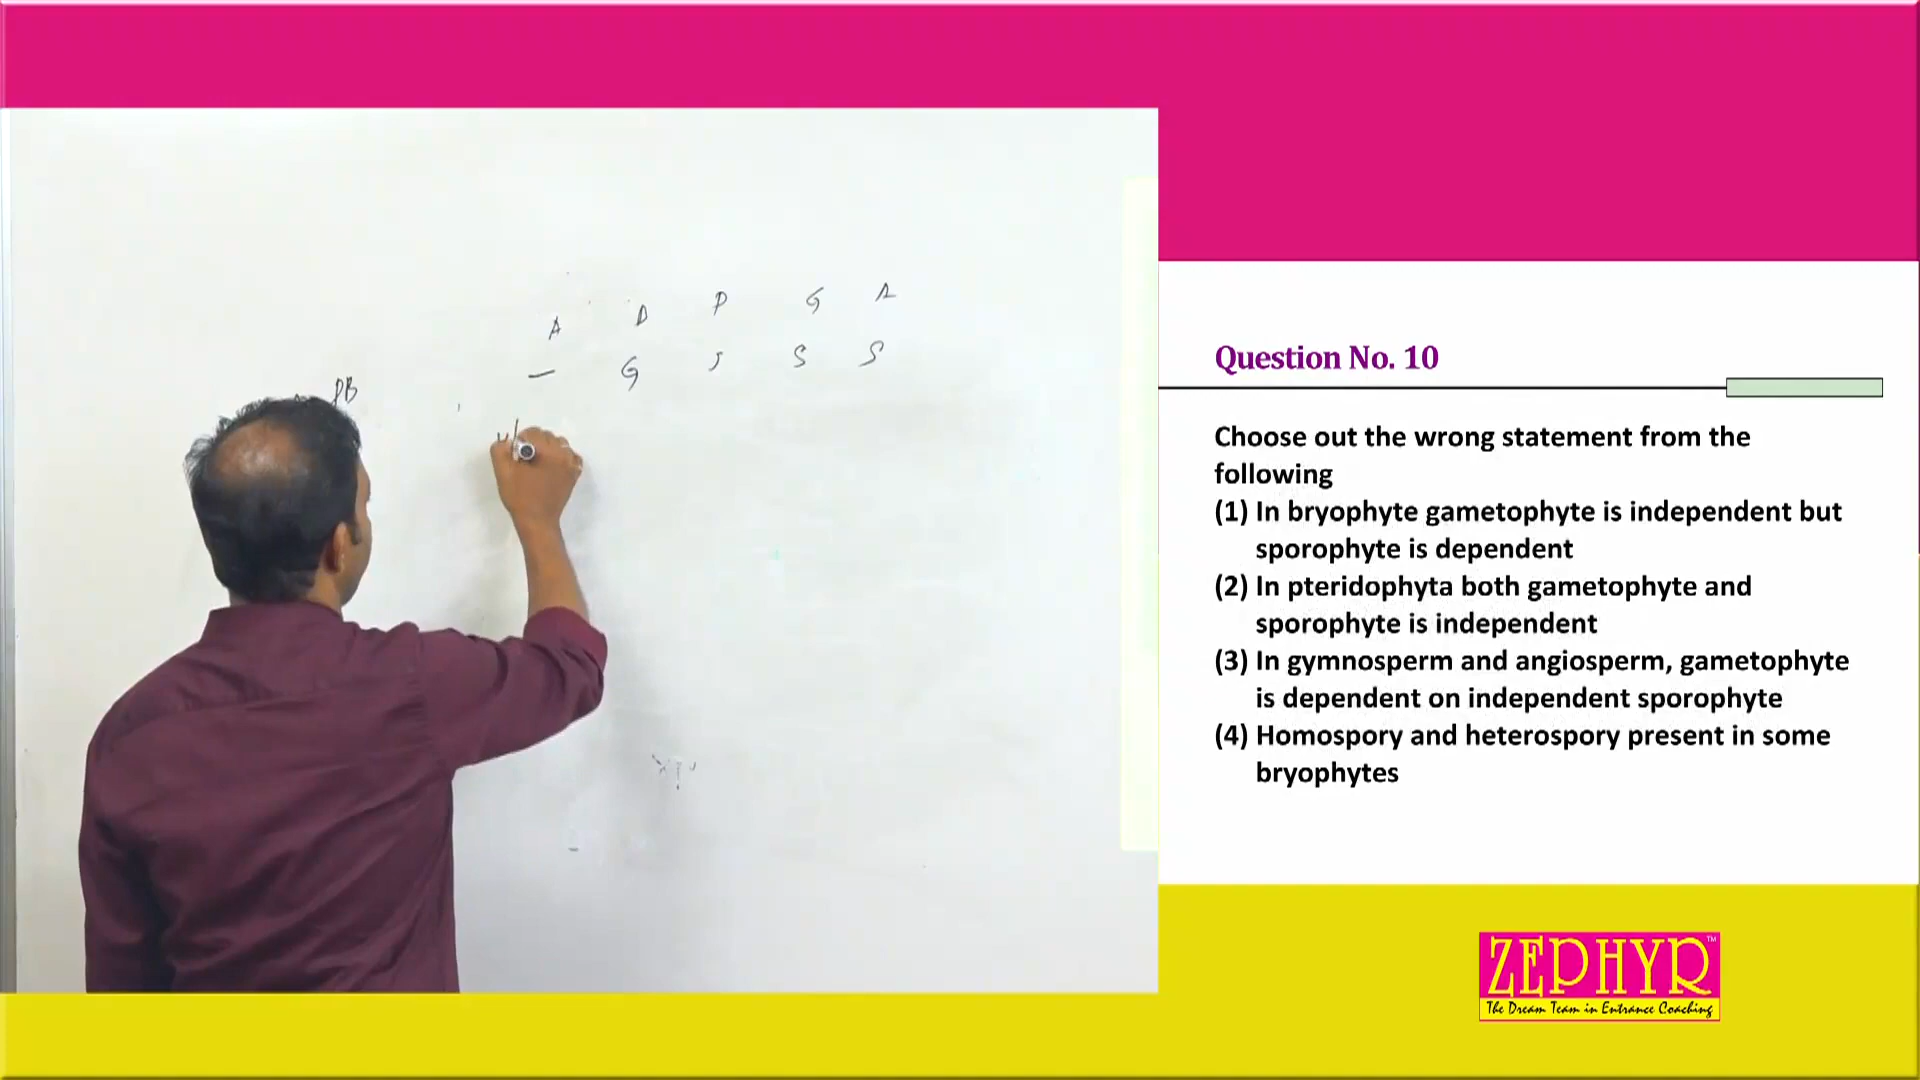 A B P G A
— G S S S
PB
Question No. 10
Choose out the wrong statement from the
following
(1) In bryophyte gametophyte is independent but
sporophyte is dependent
(2) In pteridophyta both gametophyte and
sporophyte is independent
(3) In gymnosperm and angiosperm, gametophyte
is dependent on independent sporophyte
(4) Homospory and heterospory present in some
bryophytes
ZEPHYR™
The Dream Team in Entrance Coaching